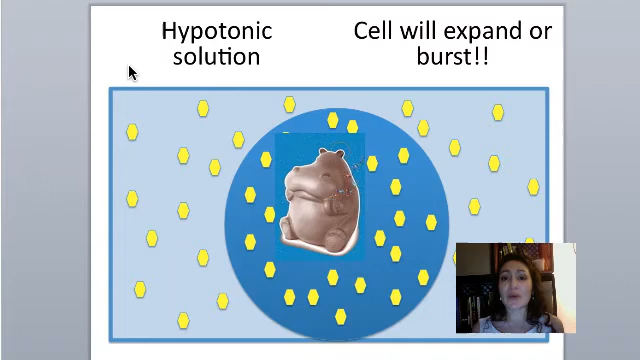 Hypotonic
solution
Cell will expand or
burst!!